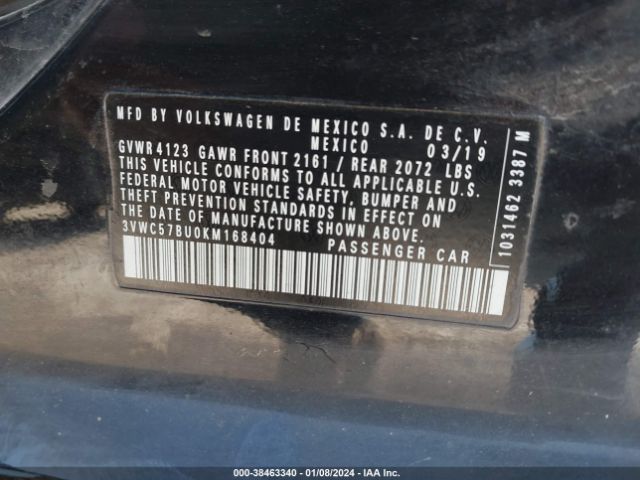 MFD BY VOLKSWAGEN DE MEXICO S.A. DE C.V.
MEXICO 03/19
GVWR 4123 GAWR FRONT 2161 / REAR 2072 LBS
THIS VEHICLE CONFORMS TO ALL APPLICABLE U.S.
FEDERAL MOTOR VEHICLE SAFETY, BUMPER AND
THEFT PREVENTION STANDARDS IN EFFECT ON
THE DATE OF MANUFACTURE SHOWN ABOVE.
3VWC57BU0KM168404 PASSENGER CAR
1031462 3387 M
000-38463340 - 01/08/2024 - IAA Inc.